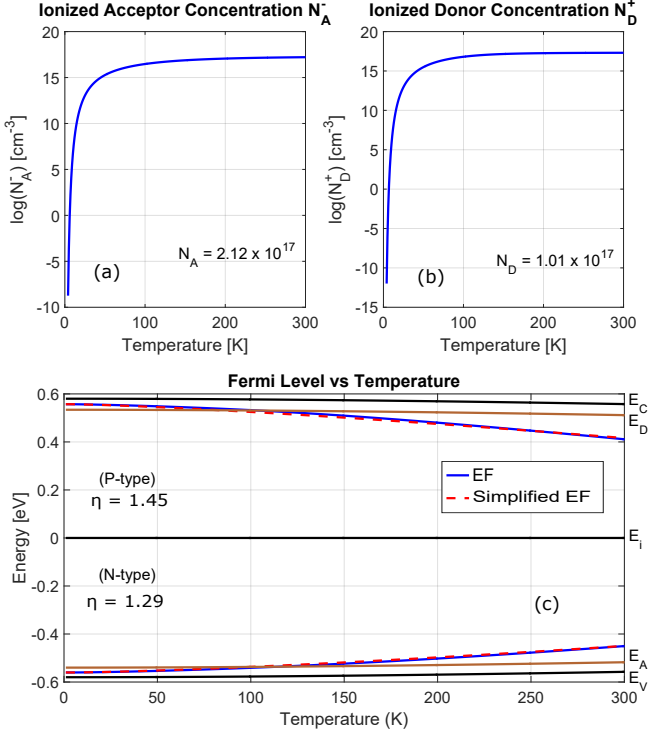 Ionized Acceptor Concentration N_A^-
Ionized Donor Concentration N_D^+
log(N_A^-) [cm^-3]
20
15
10
5
0
-5
-10
0
100
200
300
(a)
N_A = 2.12 x 10^17
Temperature [K]
log(N_D^+) [cm^-3]
20
15
10
5
0
-5
-10
-15
0
100
200
300
(b)
N_D = 1.01 x 10^17
Temperature [K]
Fermi Level vs Temperature
Energy [eV]
0.6
0.4
0.2
0
-0.2
-0.4
-0.6
E_C
E_D
(P-type)
η = 1.45
EF
Simplified EF
E_i
(N-type)
η = 1.29
(c)
E_A
E_V
0
50
100
150
200
250
300
Temperature (K)